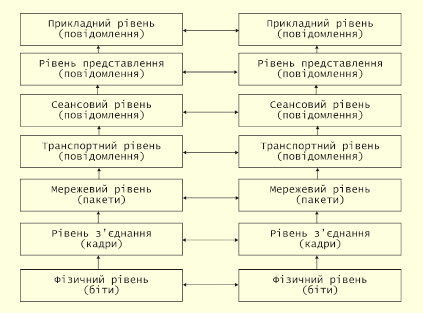 Прикладний рівень
(повідомлення)
Прикладний рівень
(повідомлення)
Рівень представлення
(повідомлення)
Рівень представлення
(повідомлення)
Сеансовий рівень
(повідомлення)
Сеансовий рівень
(повідомлення)
Транспортний рівень
(повідомлення)
Транспортний рівень
(повідомлення)
Мережевий рівень
(пакети)
Мережевий рівень
(пакети)
Рівень з'єднання
(кадри)
Рівень з'єднання
(кадри)
Фізичний рівень
(біти)
Фізичний рівень
(біти)